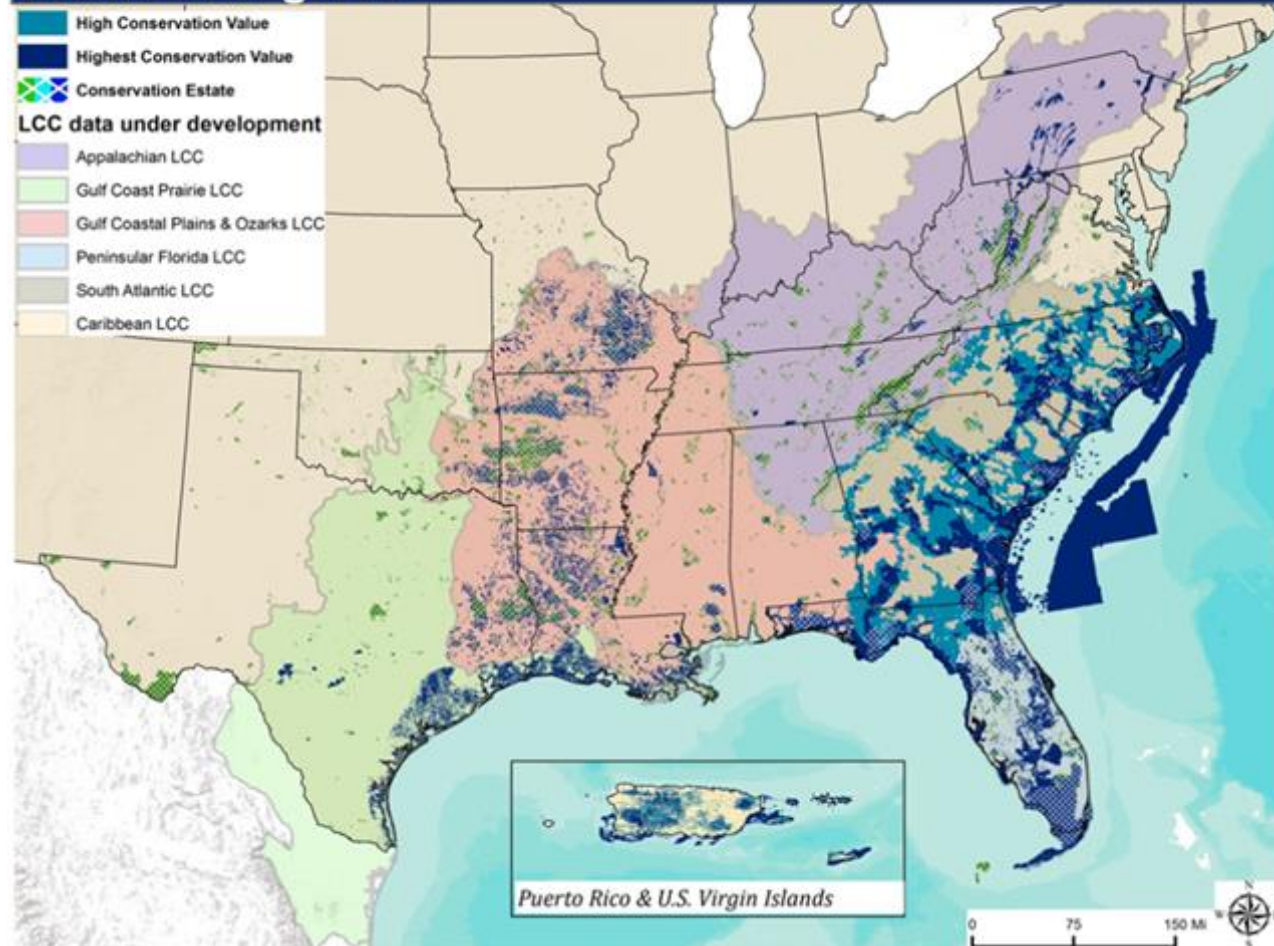 High Conservation Value
Highest Conservation Value
Conservation Estate
LCC data under development
Appalachian LCC
Gulf Coast Prairie LCC
Gulf Coastal Plains & Ozarks LCC
Peninsular Florida LCC
South Atlantic LCC
Caribbean LCC
Puerto Rico & U.S. Virgin Islands
0 75 150 Mi
N
W
S